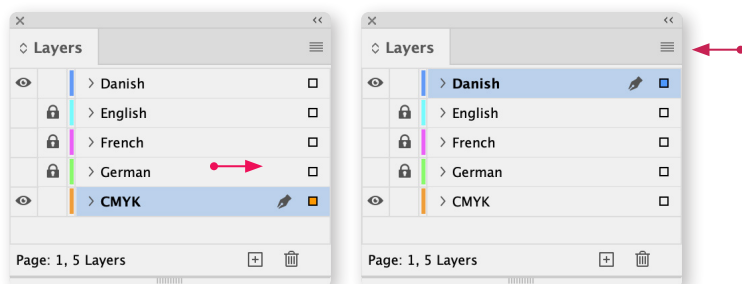 Layers
Danish
English
French
German
CMYK
Page: 1, 5 Layers
Layers
Danish
English
French
German
CMYK
Page: 1, 5 Layers